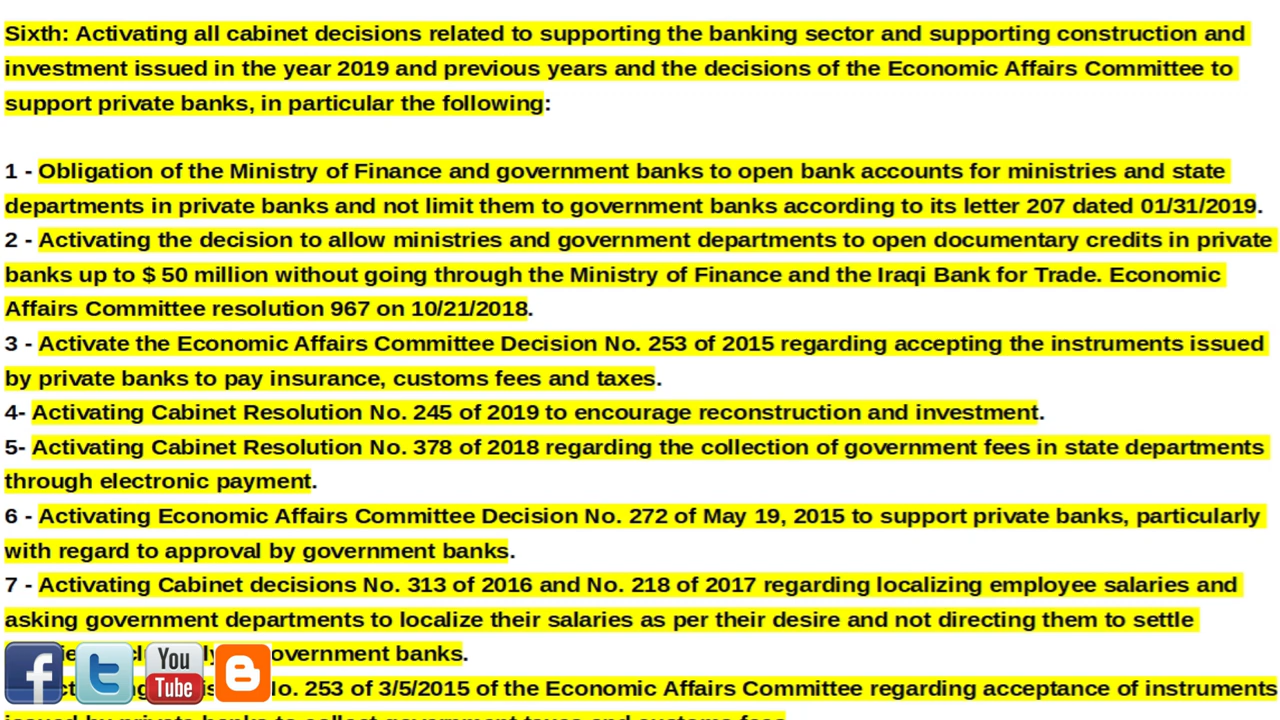 Sixth: Activating all cabinet decisions related to supporting the banking sector and supporting construction and
investment issued in the year 2019 and previous years and the decisions of the Economic Affairs Committee to
support private banks, in particular the following:
1 - Obligation of the Ministry of Finance and government banks to open bank accounts for ministries and state
departments in private banks and not limit them to government banks according to its letter 207 dated 01/31/2019.
2 - Activating the decision to allow ministries and government departments to open documentary credits in private
banks up to $ 50 million without going through the Ministry of Finance and the Iraqi Bank for Trade. Economic
Affairs Committee resolution 967 on 10/21/2018.
3 - Activate the Economic Affairs Committee Decision No. 253 of 2015 regarding accepting the instruments issued
by private banks to pay insurance, customs fees and taxes.
4- Activating Cabinet Resolution No. 245 of 2019 to encourage reconstruction and investment.
5- Activating Cabinet Resolution No. 378 of 2018 regarding the collection of government fees in state departments
through electronic payment.
6 - Activating Economic Affairs Committee Decision No. 272 of May 19, 2015 to support private banks, particularly
with regard to approval by government banks.
7 - Activating Cabinet decisions No. 313 of 2016 and No. 218 of 2017 regarding localizing employee salaries and
asking government departments to localize their salaries as per their desire and not directing them to settle
government banks.
No. 253 of 3/5/2015 of the Economic Affairs Committee regarding acceptance of instruments
issued by private banks to collect government taxes and customs fees
You
Tube